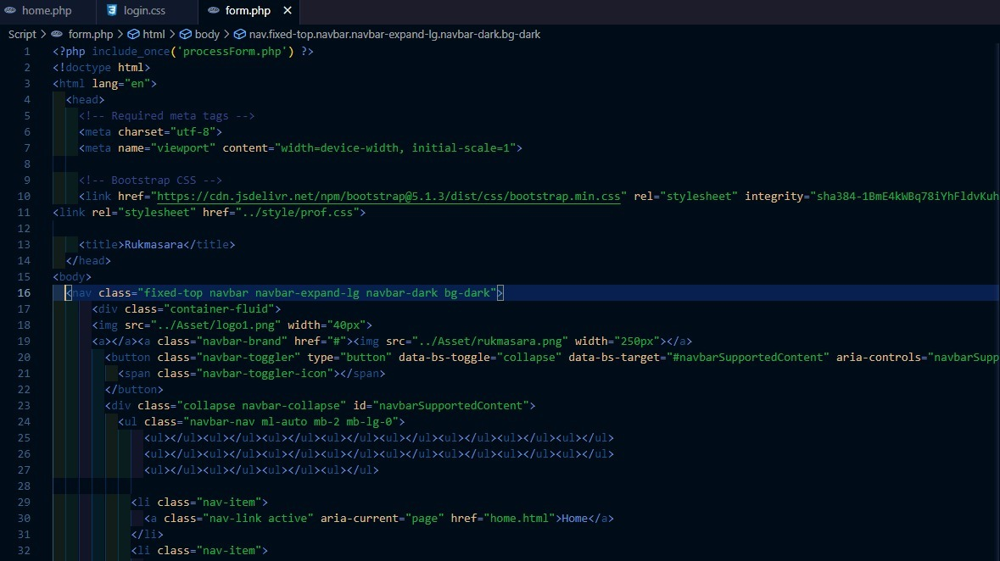 home.php login.css form.php
Script > form.php > html > body > nav.fixed-top.navbar.navbar-expand-lg.navbar-dark.bg-dark
1 <?php include_once('processForm.php') ?>
2 <!doctype html>
3 <html lang="en">
4 <head>
5 <!-- Required meta tags -->
6 <meta charset="utf-8">
7 <meta name="viewport" content="width=device-width, initial-scale=1">
8
9 <!-- Bootstrap CSS -->
10 <link href="https://cdn.jsdelivr.net/npm/bootstrap@5.1.3/dist/css/bootstrap.min.css" rel="stylesheet" integrity="sha384-1BmE4kWBq78iYhFldvKuh
11 <link rel="stylesheet" href="../style/prof.css">
12
13 <title>Rukmasara</title>
14 </head>
15 <body>
16 <nav class="fixed-top navbar navbar-expand-lg navbar-dark bg-dark">
17 <div class="container-fluid">
18 <img src="../Asset/logo1.png" width="40px">
19 <a></a><a class="navbar-brand" href="#"><img src="../Asset/rukmasara.png" width="250px"></a>
20 <button class="navbar-toggler" type="button" data-bs-toggle="collapse" data-bs-target="#navbarSupportedContent" aria-controls="navbarSupp
21 <span class="navbar-toggler-icon"></span>
22 </button>
23 <div class="collapse navbar-collapse" id="navbarSupportedContent">
24 <ul class="navbar-nav ml-auto mb-2 mb-lg-0">
25 <ul></ul><ul></ul><ul></ul><ul></ul><ul></ul><ul></ul><ul></ul><ul></ul>
26 <ul></ul><ul></ul><ul></ul><ul></ul><ul></ul><ul></ul><ul></ul><ul></ul>
27 <ul></ul><ul></ul><ul></ul><ul></ul>
28
29 <li class="nav-item">
30 <a class="nav-link active" aria-current="page" href="home.html">Home</a>
31 </li>
32 <li class="nav-item">